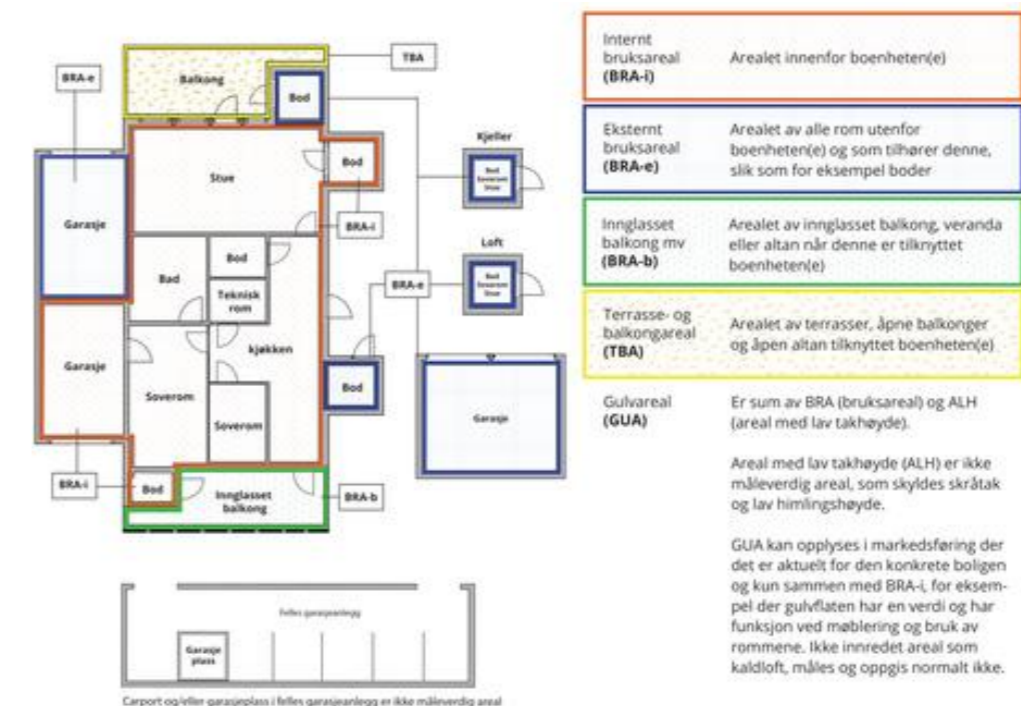 TBA
BRA-e
Balkong
Bod
Kjeller
Bod
Soverom
Stue
Stue
Bod
Garasje
BRA-i
Loft
Bod
Bod
Soverom
Stue
Bad
BRA-e
Teknisk
rom
Garasje
kjøkken
Bod
Soverom
Soverom
Garasje
BRA-i
Bod
Innglasset
balkong
BRA-b
Felles garasjeanlegg
Garasje
plass
Carport og/eller garasjeplass i felles garasjeanlegg er ikke måleverdig areal
Internt
bruksareal
(BRA-i)
Arealet innenfor boenheten(e)
Eksternt
bruksareal
(BRA-e)
Arealet av alle rom utenfor
boenheten(e) og som tilhører denne,
slik som for eksempel boder
Innglasset
balkong mv
(BRA-b)
Arealet av innglasset balkong, veranda
eller altan når denne er tilknyttet
boenheten(e)
Terrasse- og
balkongareal
(TBA)
Arealet av terrasser, åpne balkonger
og åpen altan tilknyttet boenheten(e)
Gulvareal
(GUA)
Er sum av BRA (bruksareal) og ALH
(areal med lav takhøyde).
Areal med lav takhøyde (ALH) er ikke
måleverdig areal, som skyldes skråtak
og lav himlingshøyde.
GUA kan opplyses i markedsføring der
det er aktuelt for den konkrete boligen
og kun sammen med BRA-i, for eksem-
pel der gulvflaten har en verdi og har
funksjon ved møblering og bruk av
rommene. Ikke innredet areal som
kaldloft, måles og oppgis normalt ikke.